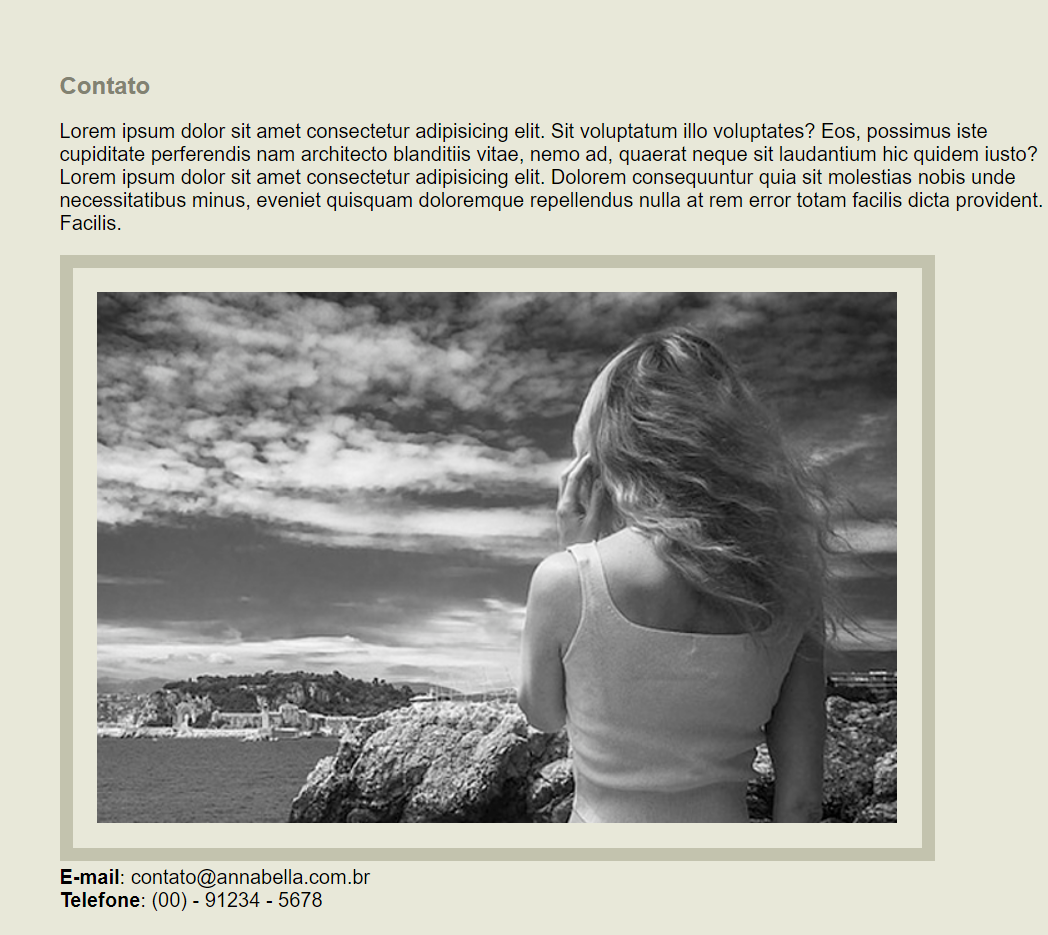 Contato
Lorem ipsum dolor sit amet consectetur adipisicing elit. Sit voluptatum illo voluptates? Eos, possimus iste
cupiditate perferendis nam architecto blanditiis vitae, nemo ad, quaerat neque sit laudantium hic quidem iusto?
Lorem ipsum dolor sit amet consectetur adipisicing elit. Dolorem consequuntur quia sit molestias nobis unde
necessitatibus minus, eveniet quisquam doloremque repellendus nulla at rem error totam facilis dicta provident.
Facilis.
E-mail: contato@annabella.com.br
Telefone: (00) - 91234 - 5678